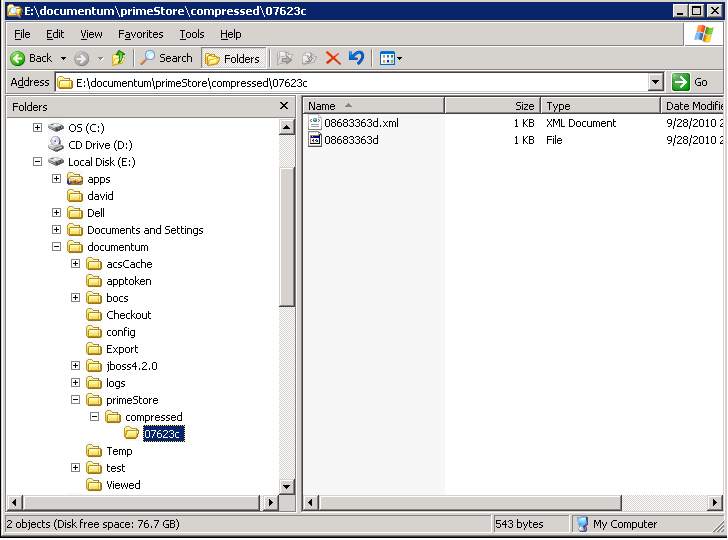 E:\documentum\primeStore\compressed\07623c
File Edit View Favorites Tools Help
Back Search Folders
Address E:\documentum\primeStore\compressed\07623c Go
Folders
Name Size Type Date Modifie
OS (C:)
CD Drive (D:)
Local Disk (E:)
apps
david
Dell
Documents and Settings
documentum
acsCache
apptoken
bocs
Checkout
config
Export
jboss4.2.0
logs
primeStore
compressed
07623c
Temp
test
Viewed
08683363d.xml 1 KB XML Document 9/28/2010 2
08683363d 1 KB File 9/28/2010 2
2 objects (Disk free space: 76.7 GB) 543 bytes My Computer